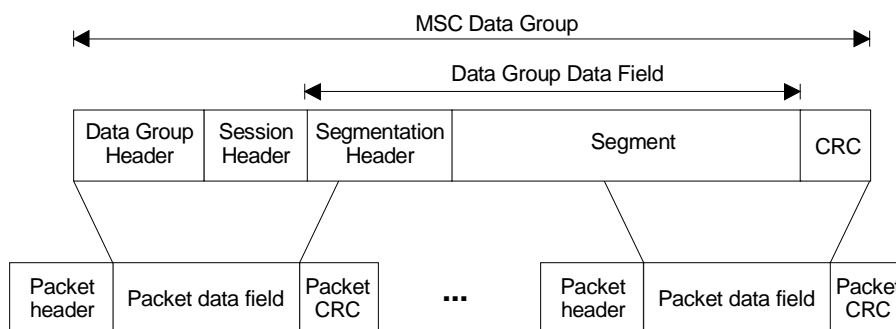 MSC Data Group
Data Group Data Field
Data Group
Header
Session
Header
Segmentation
Header
Segment
CRC
Packet
header
Packet data field
Packet
CRC
...
Packet
header
Packet data field
Packet
CRC